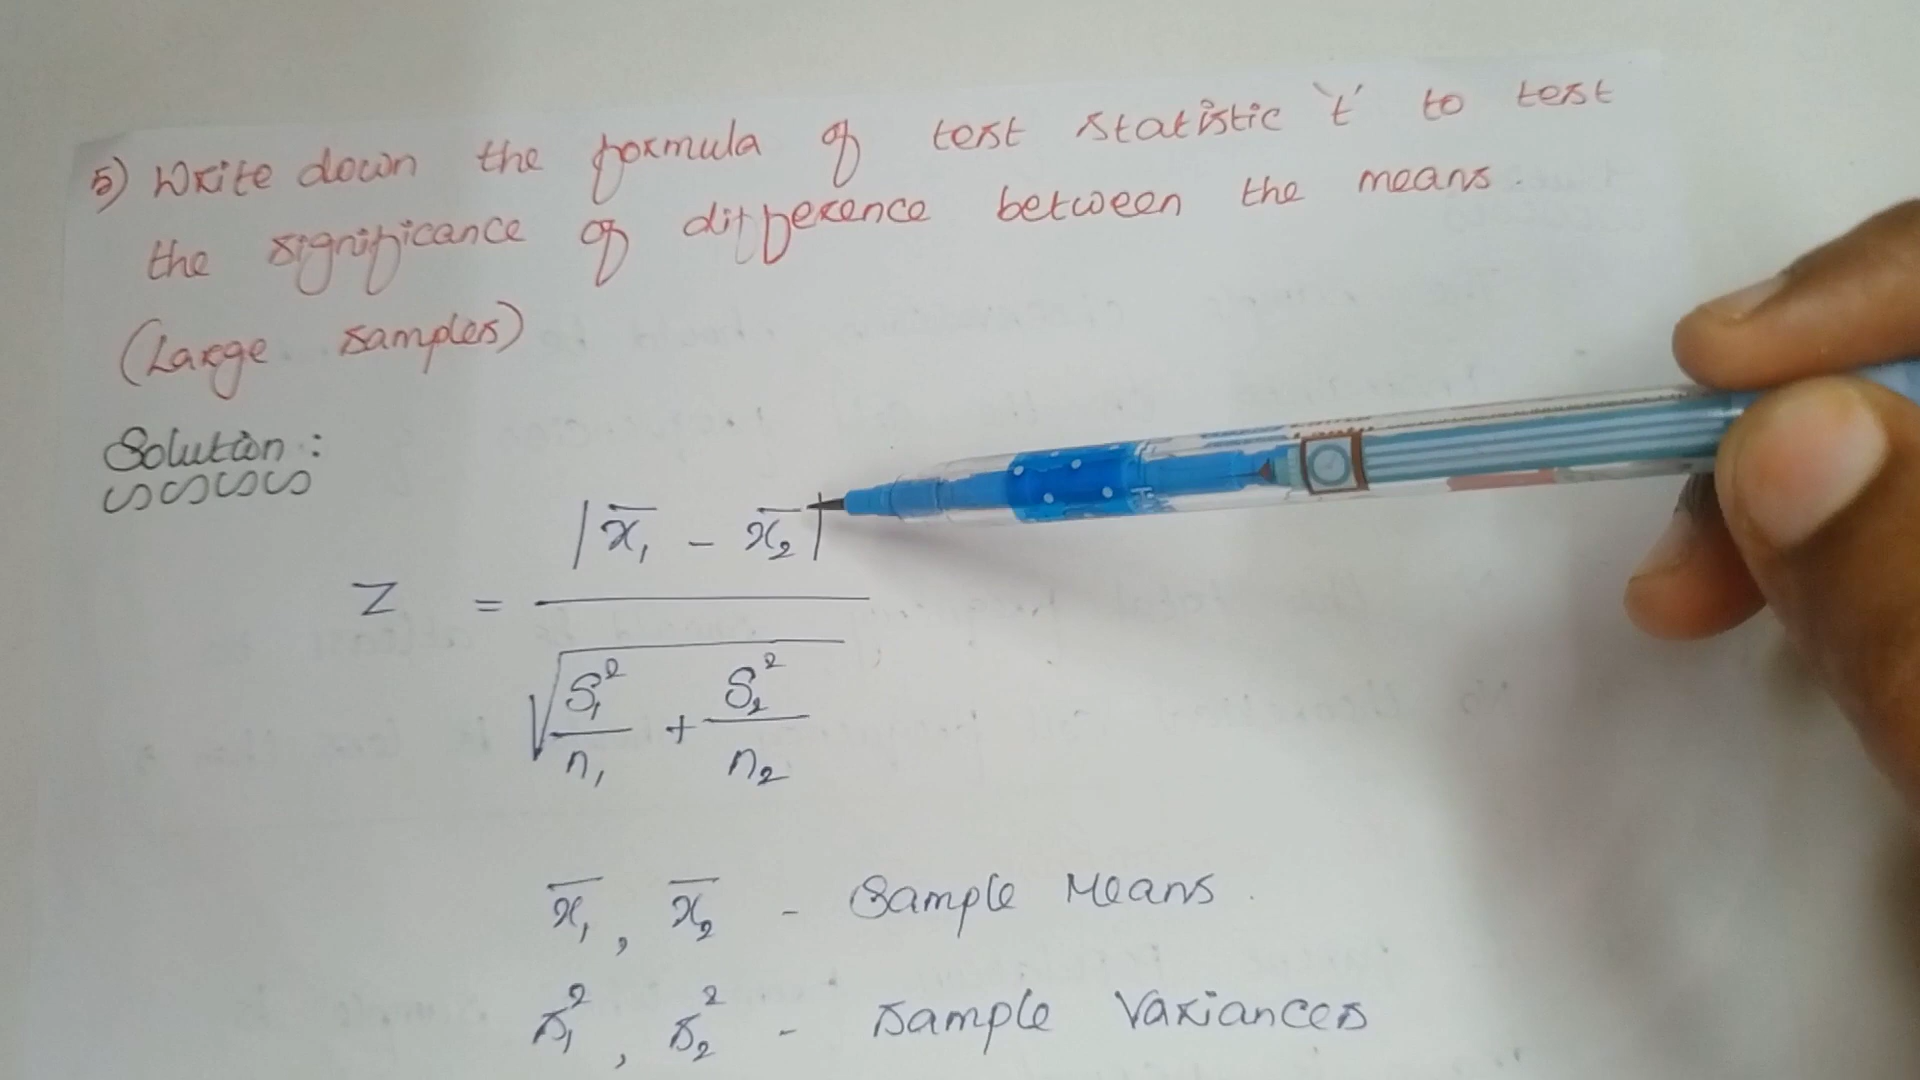 5) Write down the formula of test statistic 't' to test
the significance of difference between the means.
(Large samples)
Solution :
Z = |x̄₁ - x̄₂|
√ S₁²/n₁ + S₂²/n₂
x̄₁, x̄₂ - Sample Means.
s₁², s₂² - sample Variances